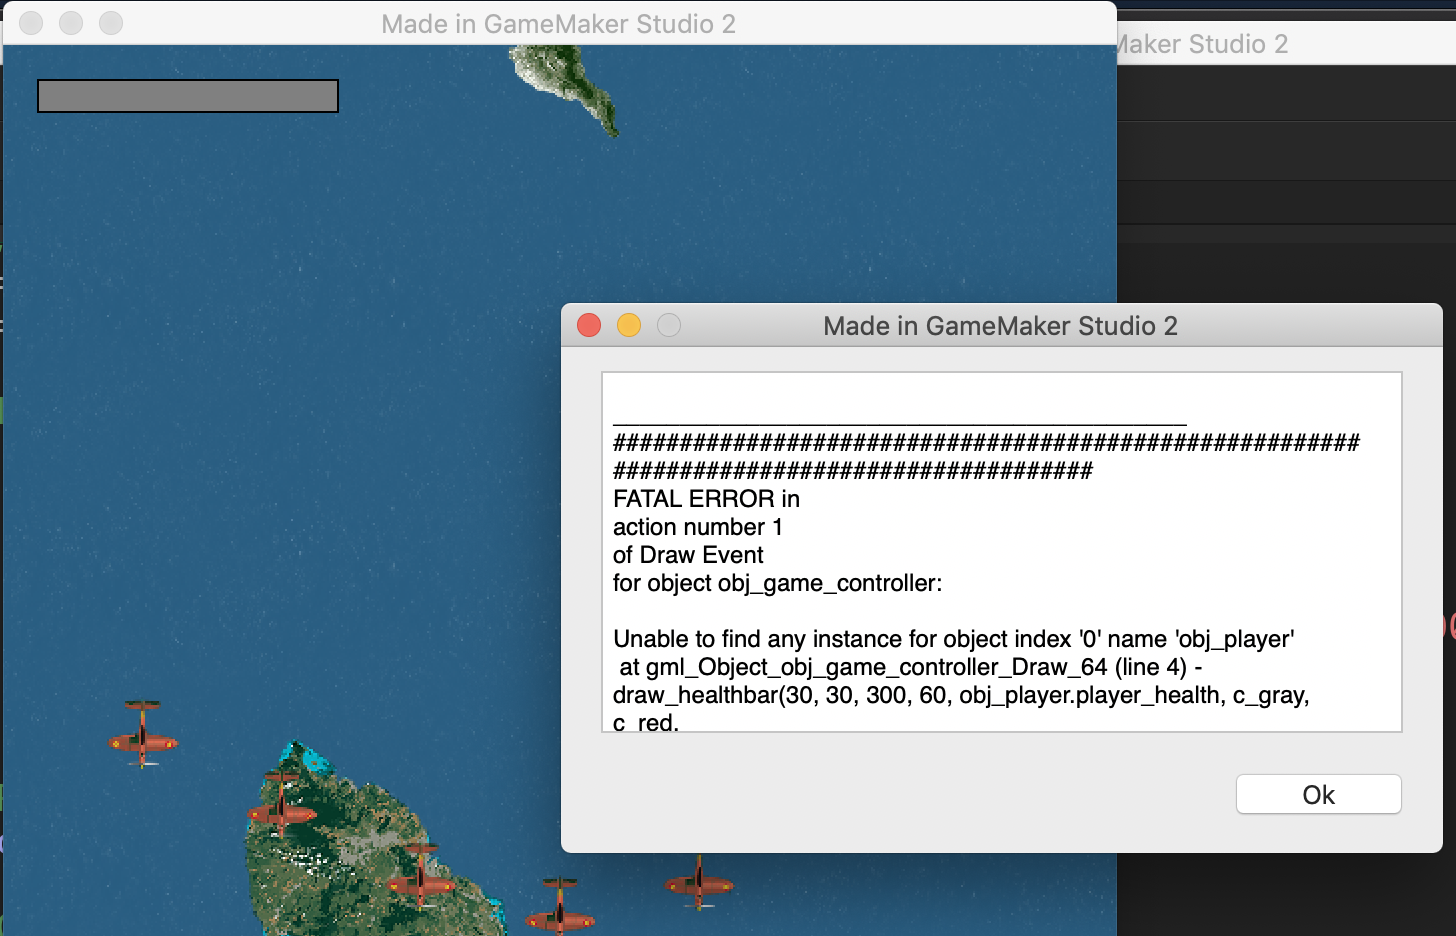 Made in GameMaker Studio 2
Maker Studio 2
Made in GameMaker Studio 2
___________________________________________
########################################################
####################################
FATAL ERROR in
action number 1
of Draw Event
for object obj_game_controller:
Unable to find any instance for object index '0' name 'obj_player'
at gml_Object_obj_game_controller_Draw_64 (line 4) -
draw_healthbar(30, 30, 300, 60, obj_player.player_health, c_gray,
c_red,
Ok